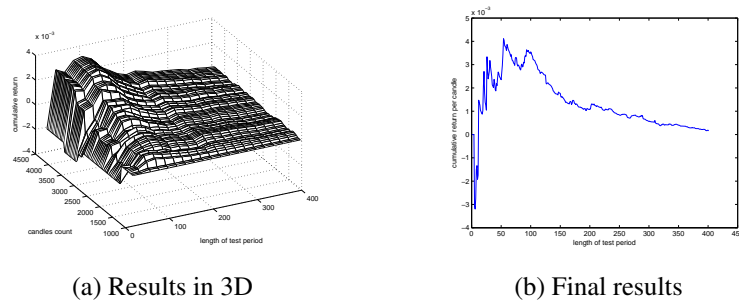 x 10⁻³
4
2
0
−2
−4
cumulative return
4500
4000
3500
3000
2500
2000
1500
1000
candles count
0
100
200
300
400
length of test period
(a) Results in 3D
x 10⁻³
5
4
3
2
1
0
−1
−2
−3
−4
cumulative return per candle
0 50 100 150 200 250 300 350 400 450
length of test period
(b) Final results